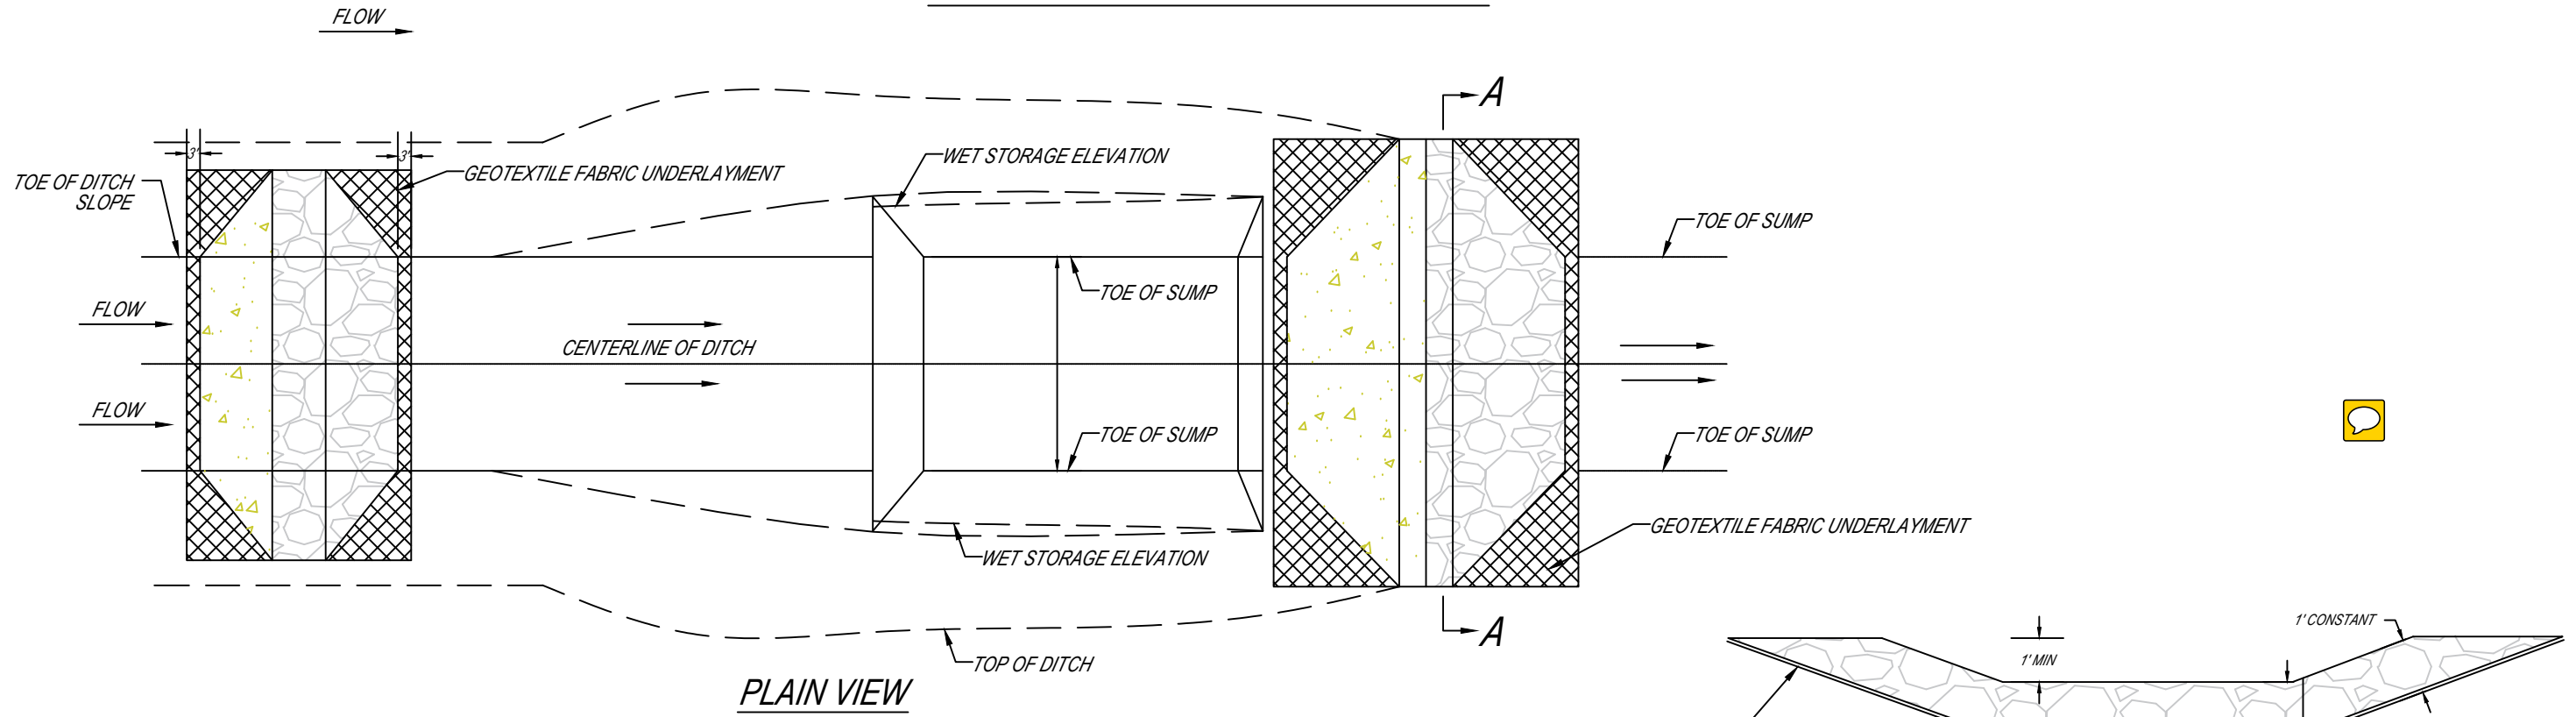 FLOW
A
3'
3'
WET STORAGE ELEVATION
GEOTEXTILE FABRIC UNDERLAYMENT
TOE OF DITCH
SLOPE
TOE OF SUMP
TOE OF SUMP
FLOW
CENTERLINE OF DITCH
FLOW
TOE OF SUMP
TOE OF SUMP
GEOTEXTILE FABRIC UNDERLAYMENT
WET STORAGE ELEVATION
1' CONSTANT
A
1' MIN
TOP OF DITCH
PLAIN VIEW